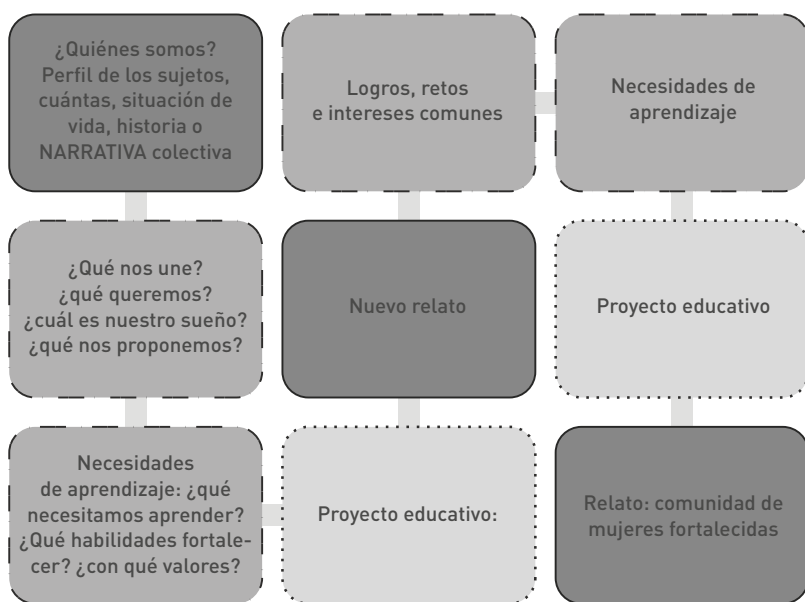 ¿Quiénes somos?
Perfil de los sujetos,
cuántas, situación de
vida, historia o
NARRATIVA colectiva
¿Qué nos une?
¿qué queremos?
¿cuál es nuestro sueño?
¿qué nos proponemos?
Necesidades
de aprendizaje: ¿qué
necesitamos aprender?
¿Qué habilidades fortale-
cer? ¿con qué valores?
Proyecto educativo:
Nuevo relato
Logros, retos
e intereses comunes
Necesidades de
aprendizaje
Proyecto educativo
Relato: comunidad de
mujeres fortalecidas